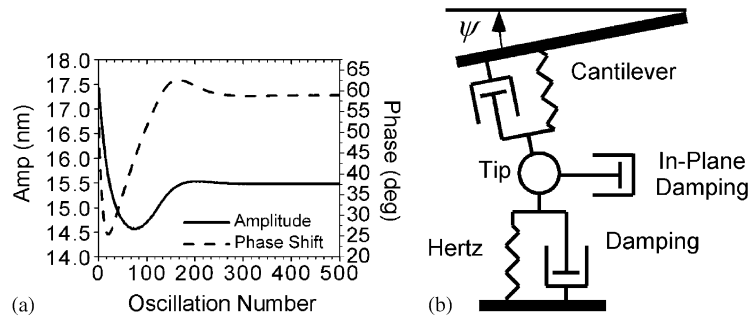 (a)
Amp (nm)
18.0
17.5
17.0
16.5
16.0
15.5
15.0
14.5
14.0
65
60
55
50
45
40
35
30
25
20
Phase (deg)
Amplitude
Phase Shift
0 100 200 300 400 500
Oscillation Number
(b)
ψ
Cantilever
Tip
In-Plane
Damping
Hertz
Damping